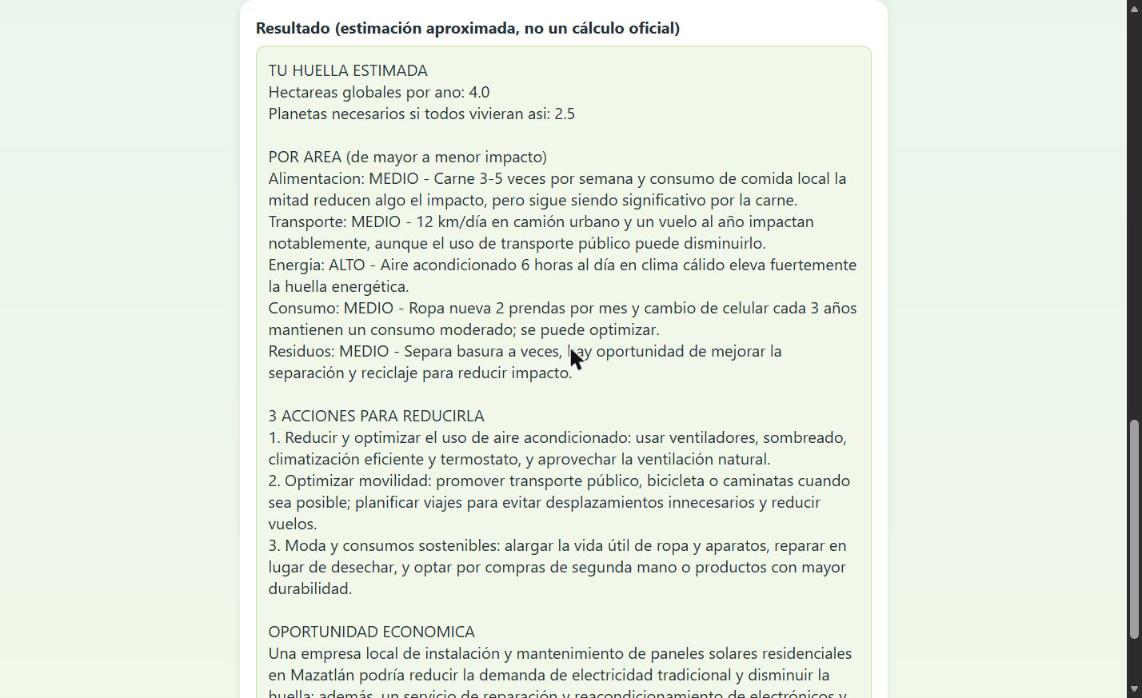 Resultado (estimación aproximada, no un cálculo oficial)
TU HUELLA ESTIMADA
Hectareas globales por ano: 4.0
Planetas necesarios si todos vivieran asi: 2.5
POR AREA (de mayor a menor impacto)
Alimentacion: MEDIO - Carne 3-5 veces por semana y consumo de comida local la
mitad reducen algo el impacto, pero sigue siendo significativo por la carne.
Transporte: MEDIO - 12 km/día en camión urbano y un vuelo al año impactan
notablemente, aunque el uso de transporte público puede disminuirlo.
Energia: ALTO - Aire acondicionado 6 horas al día en clima cálido eleva fuertemente
la huella energética.
Consumo: MEDIO - Ropa nueva 2 prendas por mes y cambio de celular cada 3 años
mantienen un consumo moderado; se puede optimizar.
Residuos: MEDIO - Separa basura a veces, hay oportunidad de mejorar la
separación y reciclaje para reducir impacto.
3 ACCIONES PARA REDUCIRLA
1. Reducir y optimizar el uso de aire acondicionado: usar ventiladores, sombreado,
climatización eficiente y termostato, y aprovechar la ventilación natural.
2. Optimizar movilidad: promover transporte público, bicicleta o caminatas cuando
sea posible; planificar viajes para evitar desplazamientos innecesarios y reducir
vuelos.
3. Moda y consumos sostenibles: alargar la vida útil de ropa y aparatos, reparar en
lugar de desechar, y optar por compras de segunda mano o productos con mayor
durabilidad.
OPORTUNIDAD ECONOMICA
Una empresa local de instalación y mantenimiento de paneles solares residenciales
en Mazatlán podría reducir la demanda de electricidad tradicional y disminuir la
huella; además, un servicio de reparación y reacondicionamiento de electrónicos y